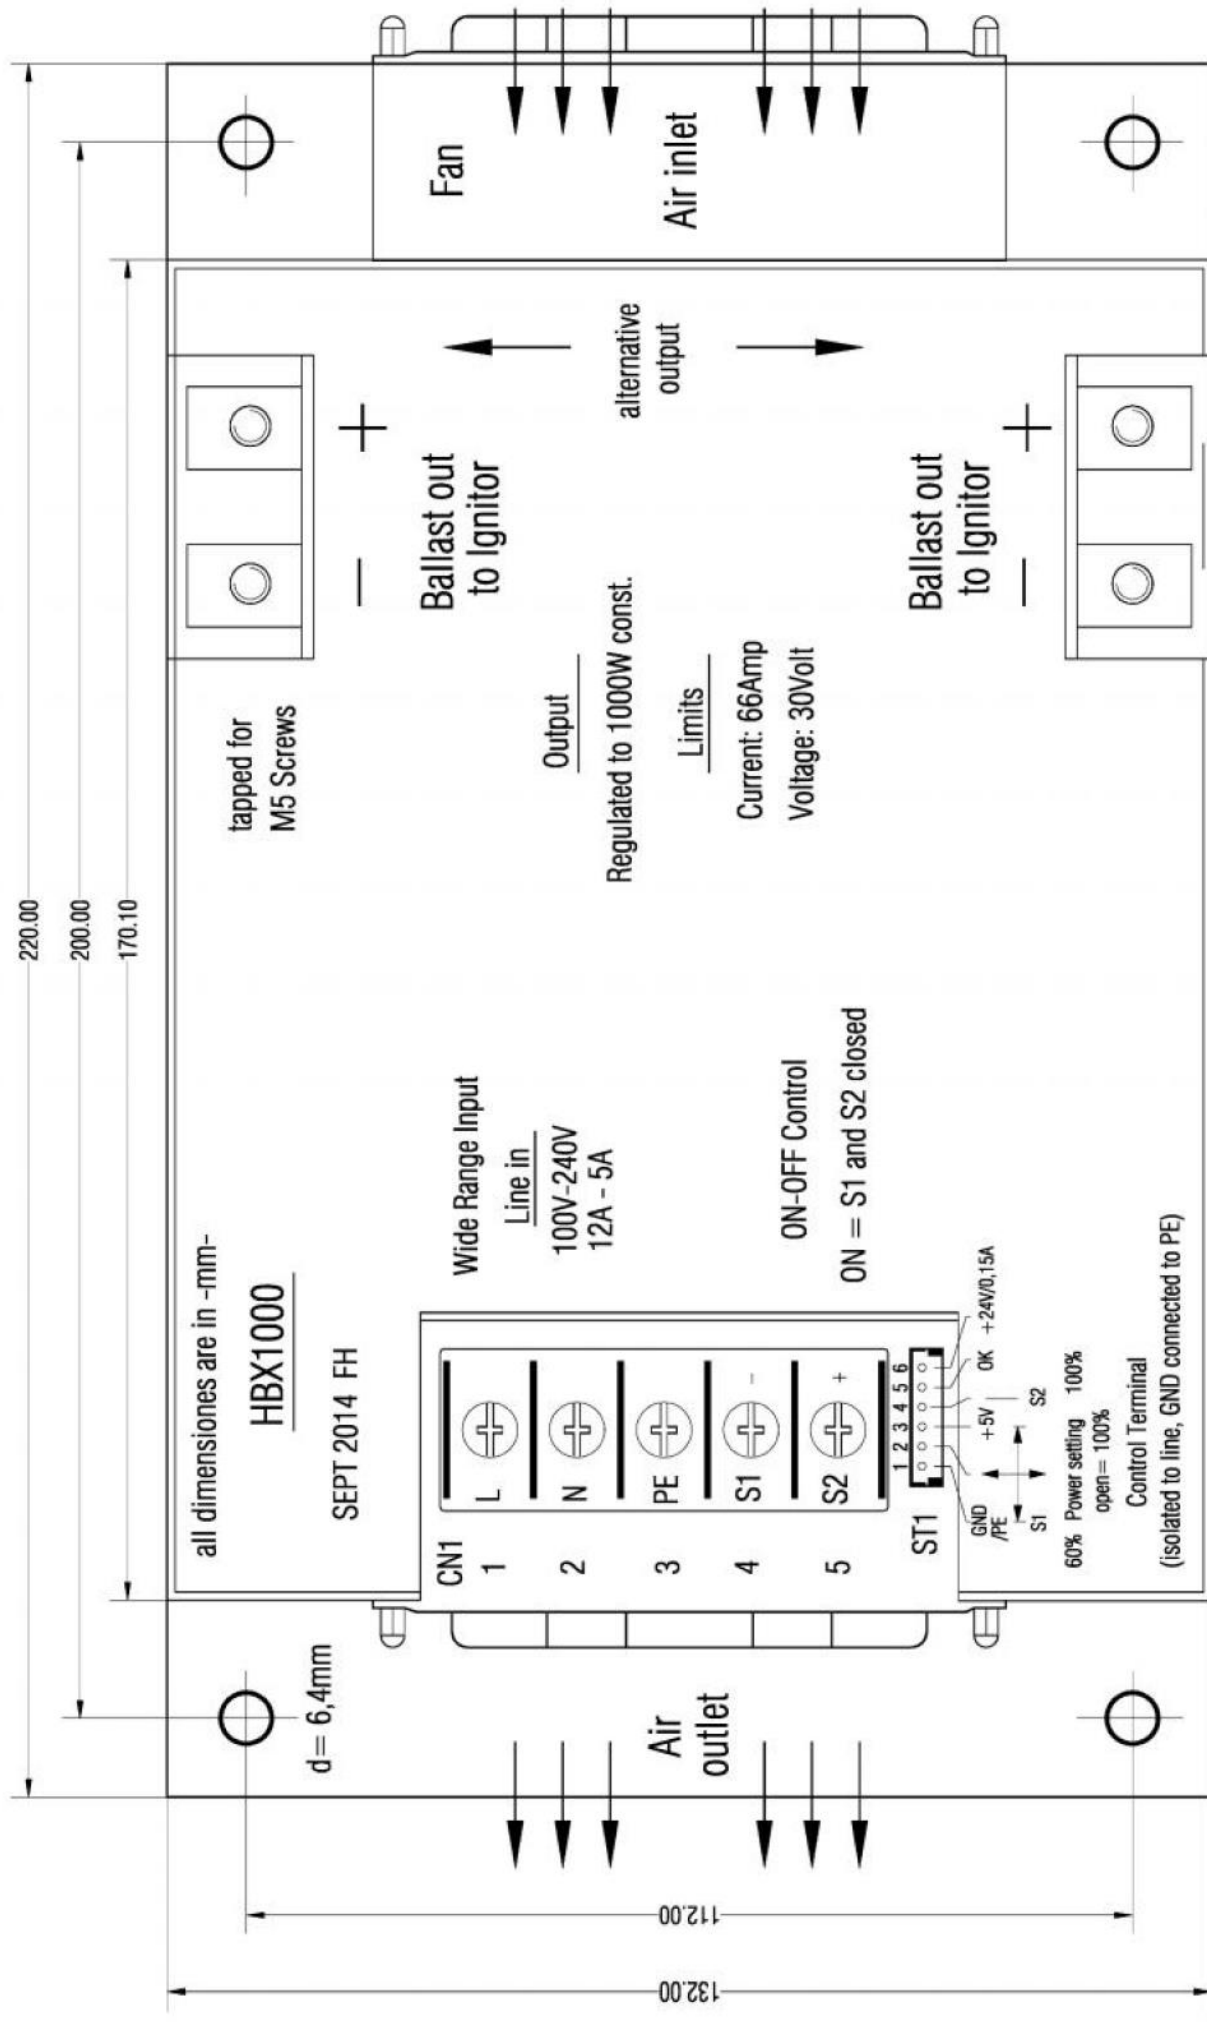 220.00
200.00
170.10
all dimensiones are in -mm-
HBX1000
SEPT 2014 FH
tapped for
M5 Screws
d= 6,4mm
Wide Range Input
Line in
100V-240V
12A - 5A
Output
Regulated to 1000W const.
Limits
Current: 66Amp
Voltage: 30Volt
−
+
Ballast out
to Ignitor
alternative
output
Fan
Air inlet
Air
outlet
CN1
1
L
2
N
3
PE
4
S1
-
5
S2
+
ON-OFF Control
ON = S1 and S2 closed
Ballast out
to Ignitor
−
+
ST1
1 2 3 4 5 6
GND
/PE
+5V
OK
+24V/0,15A
S1
S2
60% Power setting 100%
open= 100%
Control Terminal
(isolated to line, GND connected to PE)
112.00
132.00